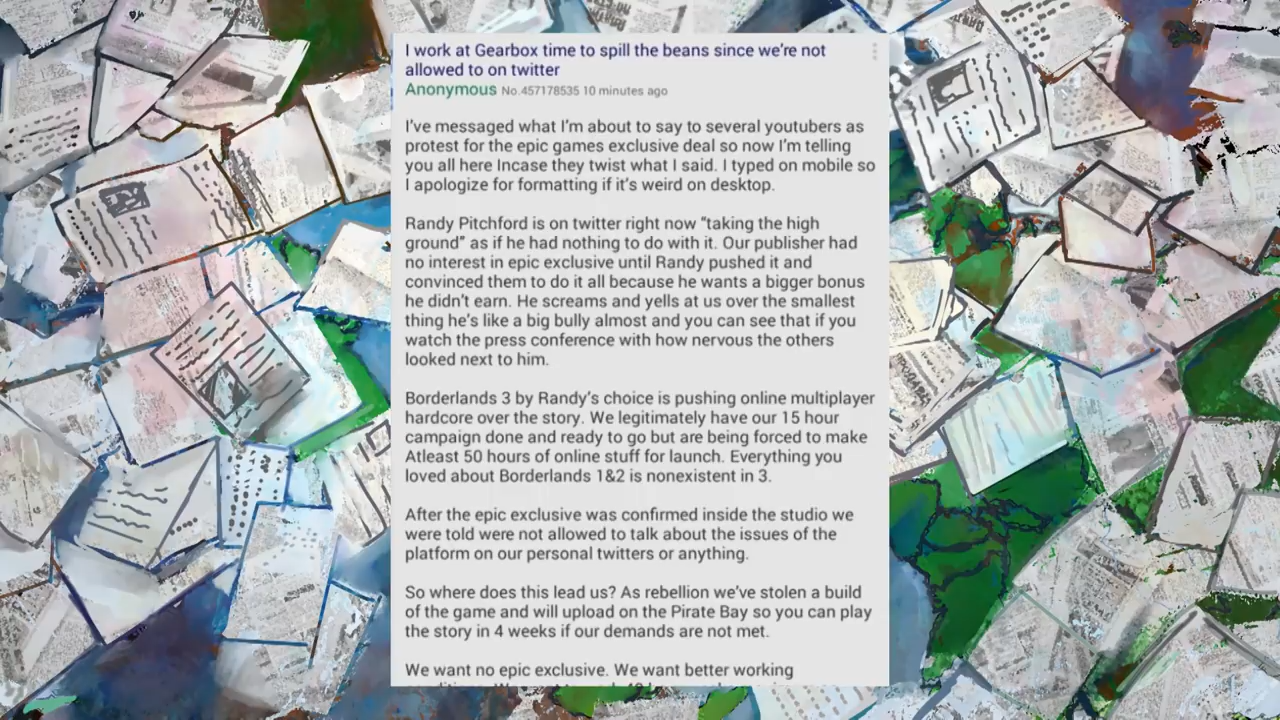 I work at Gearbox time to spill the beans since we're not
allowed to on twitter
Anonymous No.457178535 10 minutes ago
I've messaged what I'm about to say to several youtubers as
protest for the epic games exclusive deal so now I'm telling
you all here Incase they twist what I said. I typed on mobile so
I apologize for formatting if it's weird on desktop.
Randy Pitchford is on twitter right now “taking the high
ground” as if he had nothing to do with it. Our publisher had
no interest in epic exclusive until Randy pushed it and
convinced them to do it all because he wants a bigger bonus
he didn't earn. He screams and yells at us over the smallest
thing he's like a big bully almost and you can see that if you
watch the press conference with how nervous the others
looked next to him.
Borderlands 3 by Randy's choice is pushing online multiplayer
hardcore over the story. We legitimately have our 15 hour
campaign done and ready to go but are being forced to make
Atleast 50 hours of online stuff for launch. Everything you
loved about Borderlands 1&2 is nonexistent in 3.
After the epic exclusive was confirmed inside the studio we
were told were not allowed to talk about the issues of the
platform on our personal twitters or anything.
So where does this lead us? As rebellion we've stolen a build
of the game and will upload on the Pirate Bay so you can play
the story in 4 weeks if our demands are not met.
We want no epic exclusive. We want better working